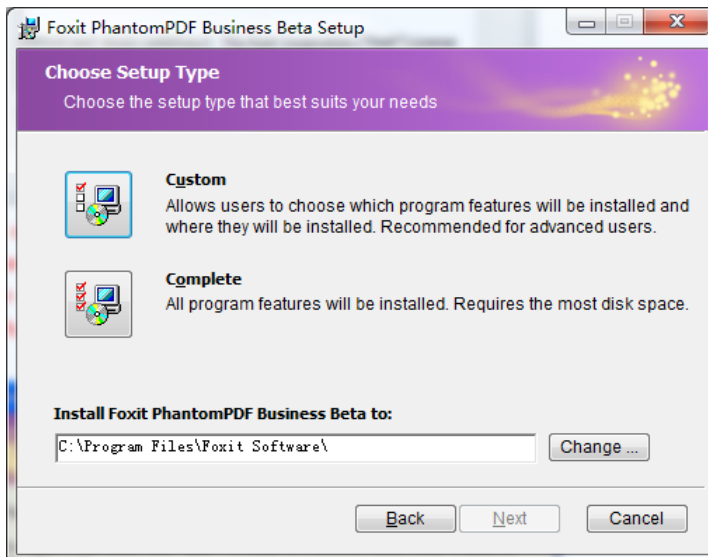 Foxit PhantomPDF Business Beta Setup
Choose Setup Type
Choose the setup type that best suits your needs
Custom
Allows users to choose which program features will be installed and
where they will be installed. Recommended for advanced users.
Complete
All program features will be installed. Requires the most disk space.
Install Foxit PhantomPDF Business Beta to:
C:\Program Files\Foxit Software\
Change ...
Back
Next
Cancel